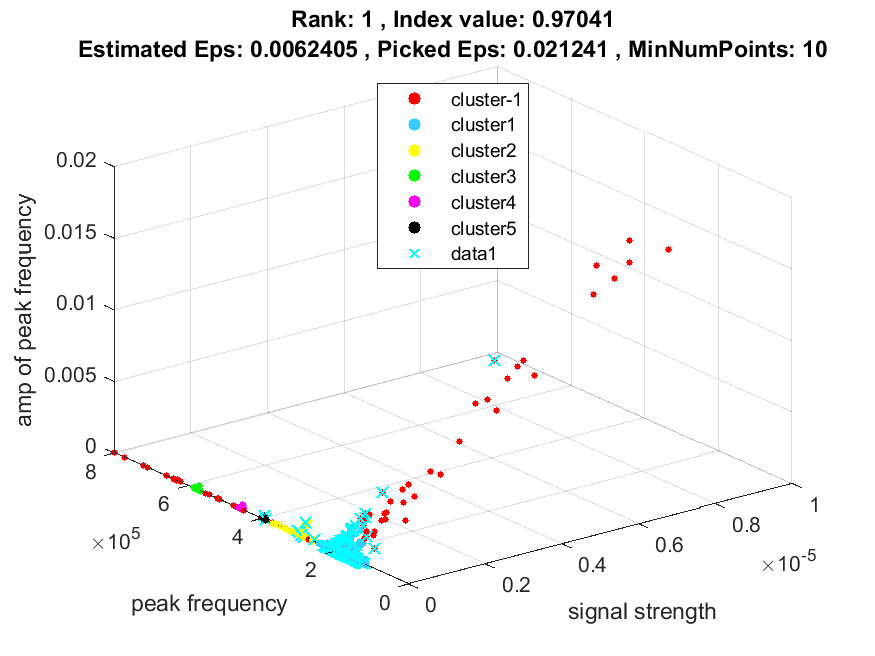 Rank: 1 , Index value: 0.97041
Estimated Eps: 0.0062405 , Picked Eps: 0.021241 , MinNumPoints: 10
cluster-1
cluster1
cluster2
cluster3
cluster4
cluster5
data1
amp of peak frequency
0.02
0.015
0.01
0.005
0
8
6
4
2
0
×10^5
peak frequency
0
0.2
0.4
0.6
0.8
1
×10^-5
signal strength